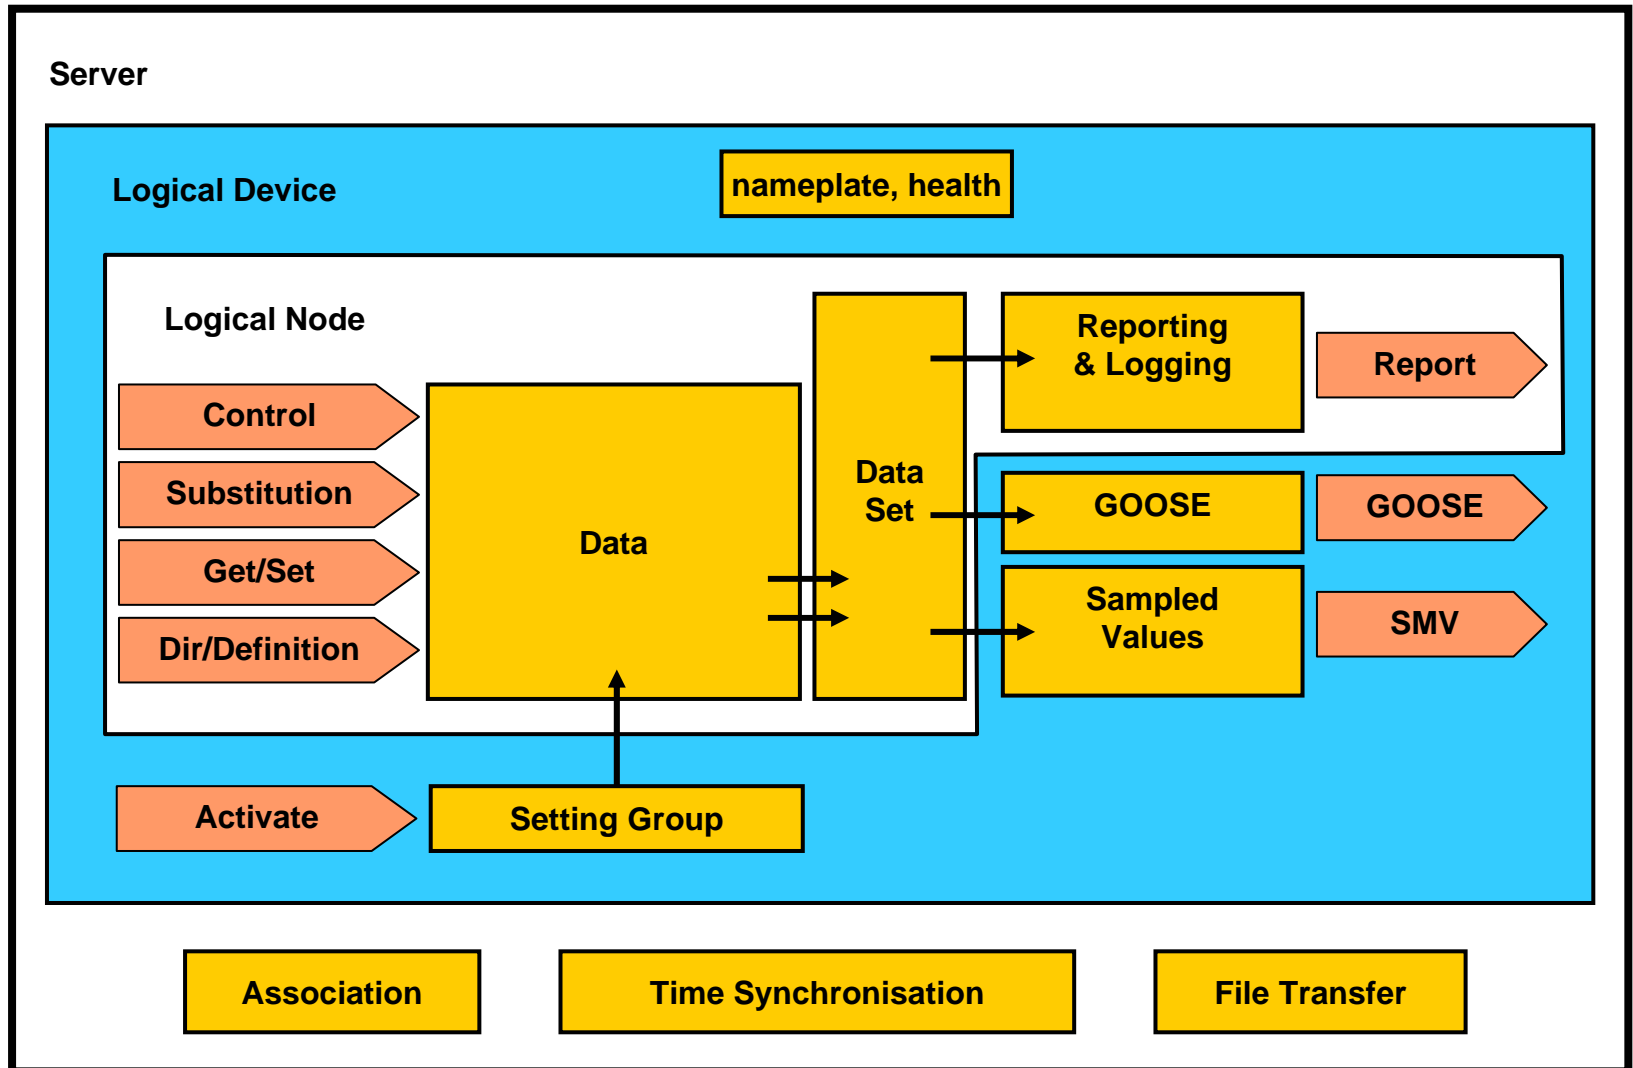 Server
Logical Device
nameplate, health
Logical Node
Control
Substitution
Get/Set
Dir/Definition
Data
Data
Set
Reporting
& Logging
Report
GOOSE
GOOSE
Sampled
Values
SMV
Activate
Setting Group
Association
Time Synchronisation
File Transfer